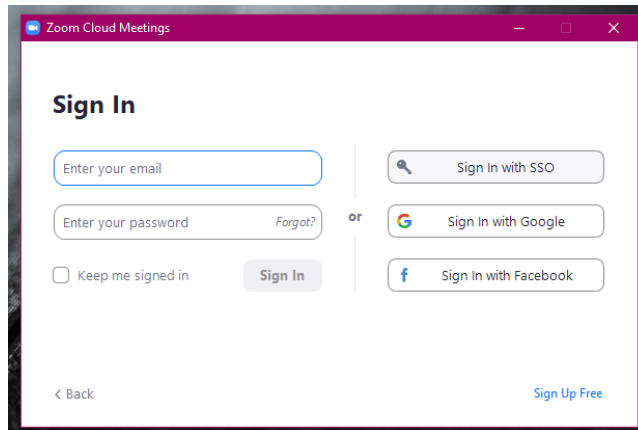 Zoom Cloud Meetings
Sign In
Enter your email
Enter your password
Forgot?
Keep me signed in
Sign In
or
Sign In with SSO
Sign In with Google
Sign In with Facebook
Back
Sign Up Free